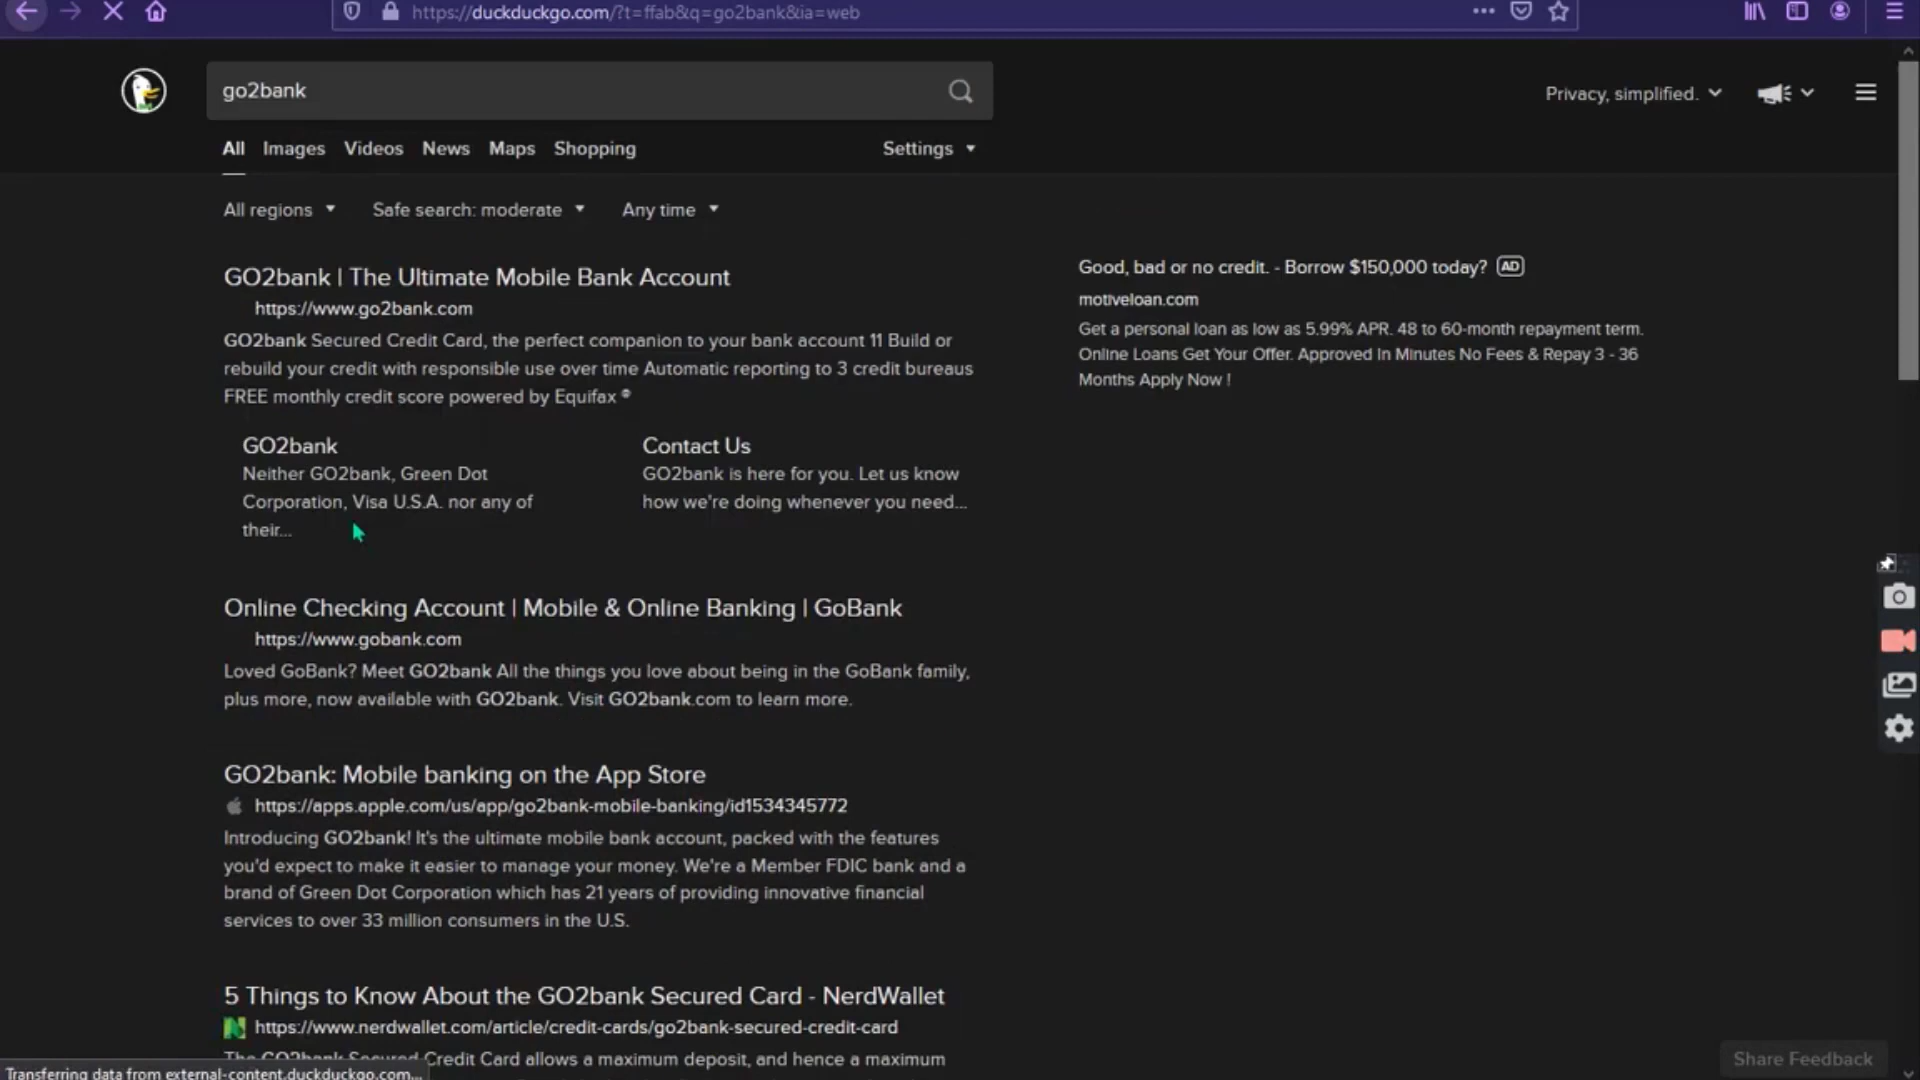 https://duckduckgo.com/?t=ffab&q=go2bank&ia=web
go2bank
Privacy, simplified.
All Images Videos News Maps Shopping Settings
All regions Safe search: moderate Any time
GO2bank | The Ultimate Mobile Bank Account
https://www.go2bank.com
GO2bank Secured Credit Card, the perfect companion to your bank account 11 Build or
rebuild your credit with responsible use over time Automatic reporting to 3 credit bureaus
FREE monthly credit score powered by Equifax ®
GO2bank
Neither GO2bank, Green Dot
Corporation, Visa U.S.A. nor any of
their...
Contact Us
GO2bank is here for you. Let us know
how we're doing whenever you need...
Online Checking Account | Mobile & Online Banking | GoBank
https://www.gobank.com
Loved GoBank? Meet GO2bank All the things you love about being in the GoBank family,
plus more, now available with GO2bank. Visit GO2bank.com to learn more.
GO2bank: Mobile banking on the App Store
https://apps.apple.com/us/app/go2bank-mobile-banking/id1534345772
Introducing GO2bank! It's the ultimate mobile bank account, packed with the features
you'd expect to make it easier to manage your money. We're a Member FDIC bank and a
brand of Green Dot Corporation which has 21 years of providing innovative financial
services to over 33 million consumers in the U.S.
5 Things to Know About the GO2bank Secured Card - NerdWallet
https://www.nerdwallet.com/article/credit-cards/go2bank-secured-credit-card
The GO2bank Secured Credit Card allows a maximum deposit, and hence a maximum
Good, bad or no credit. - Borrow $150,000 today? AD
motiveloan.com
Get a personal loan as low as 5.99% APR. 48 to 60-month repayment term.
Online Loans Get Your Offer. Approved In Minutes No Fees & Repay 3 - 36
Months Apply Now !
Share Feedback
Transferring data from external-content.duckduckgo.com...